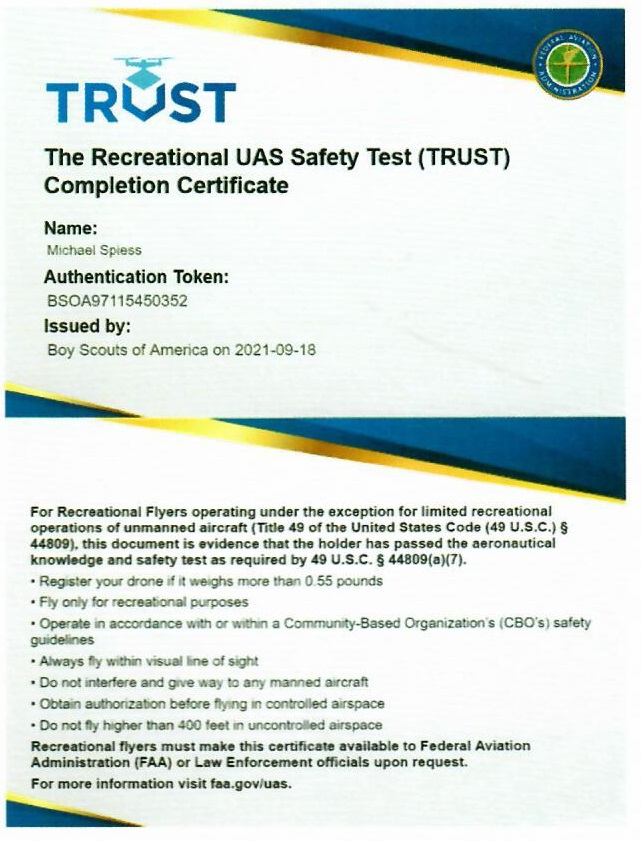 FEDERAL AVIATION
ADMINISTRATION
TRUST
The Recreational UAS Safety Test (TRUST)
Completion Certificate
Name:
Michael Spiess
Authentication Token:
BSOA97115450352
Issued by:
Boy Scouts of America on 2021-09-18
For Recreational Flyers operating under the exception for limited recreational
operations of unmanned aircraft (Title 49 of the United States Code (49 U.S.C.) §
44809), this document is evidence that the holder has passed the aeronautical
knowledge and safety test as required by 49 U.S.C. § 44809(a)(7).
• Register your drone if it weighs more than 0.55 pounds
• Fly only for recreational purposes
• Operate in accordance with or within a Community-Based Organization's (CBO's) safety
guidelines
• Always fly within visual line of sight
• Do not interfere and give way to any manned aircraft
• Obtain authorization before flying in controlled airspace
• Do not fly higher than 400 feet in uncontrolled airspace
Recreational flyers must make this certificate available to Federal Aviation
Administration (FAA) or Law Enforcement officials upon request.
For more information visit faa.gov/uas.